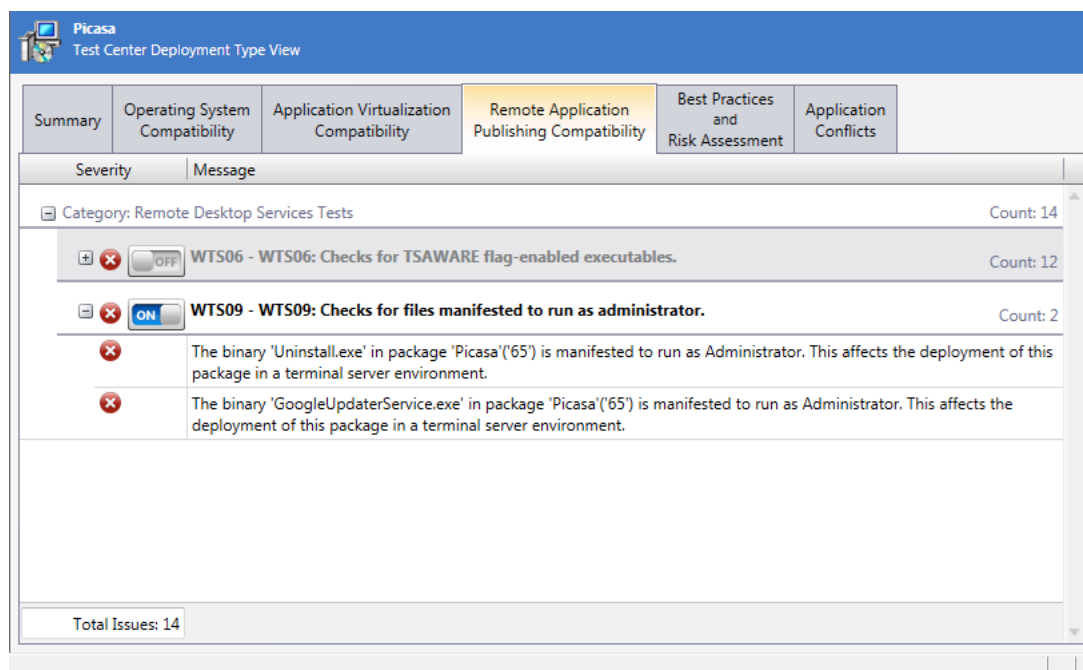 Picasa
Test Center Deployment Type View
Summary
Operating System
Compatibility
Application Virtualization
Compatibility
Remote Application
Publishing Compatibility
Best Practices
and
Risk Assessment
Application
Conflicts
Severity
Message
Category: Remote Desktop Services Tests
Count: 14
OFF
WTS06 - WTS06: Checks for TSAWARE flag-enabled executables.
Count: 12
ON
WTS09 - WTS09: Checks for files manifested to run as administrator.
Count: 2
The binary 'Uninstall.exe' in package 'Picasa'('65') is manifested to run as Administrator. This affects the deployment of this
package in a terminal server environment.
The binary 'GoogleUpdaterService.exe' in package 'Picasa'('65') is manifested to run as Administrator. This affects the
deployment of this package in a terminal server environment.
Total Issues: 14